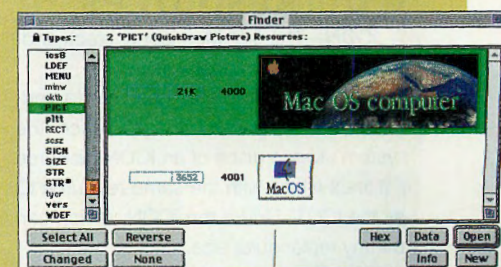 Finder
Types: 2 'PICT' (QuickDraw Picture) Resources:
ics8
LDEF
MENU
minw
oktb
PICT
pltt
RECT
scsz
SICN
SIZE
STR
STR#
tycr
vers
WDEF
21K 4000 Mac OS computer
3652 4001 MacOS
Select All Reverse Hex Data Open
Changed None Info New